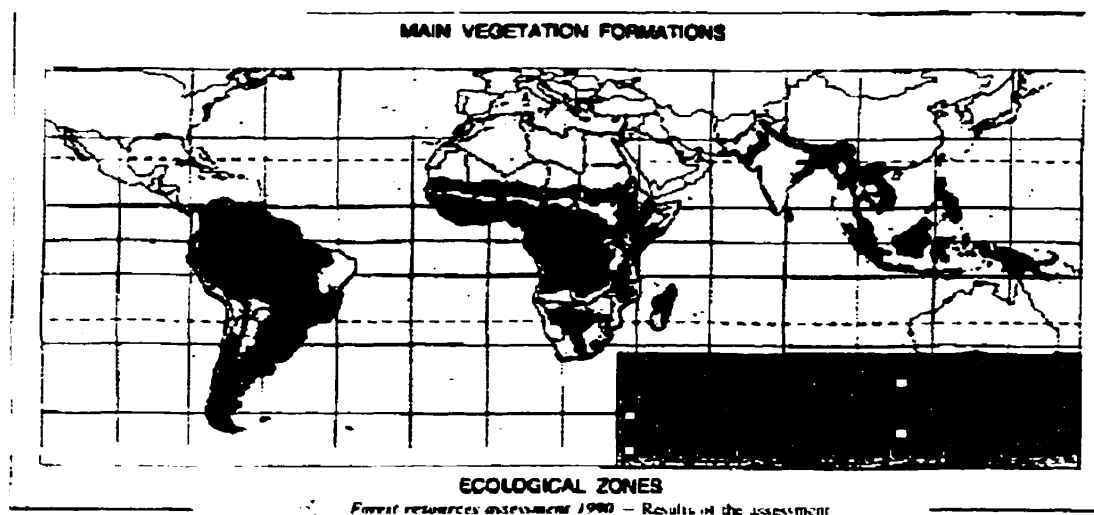 MAIN VEGETATION FORMATIONS
ECOLOGICAL ZONES
Forest resources assessment 1990 – Results of the assessment